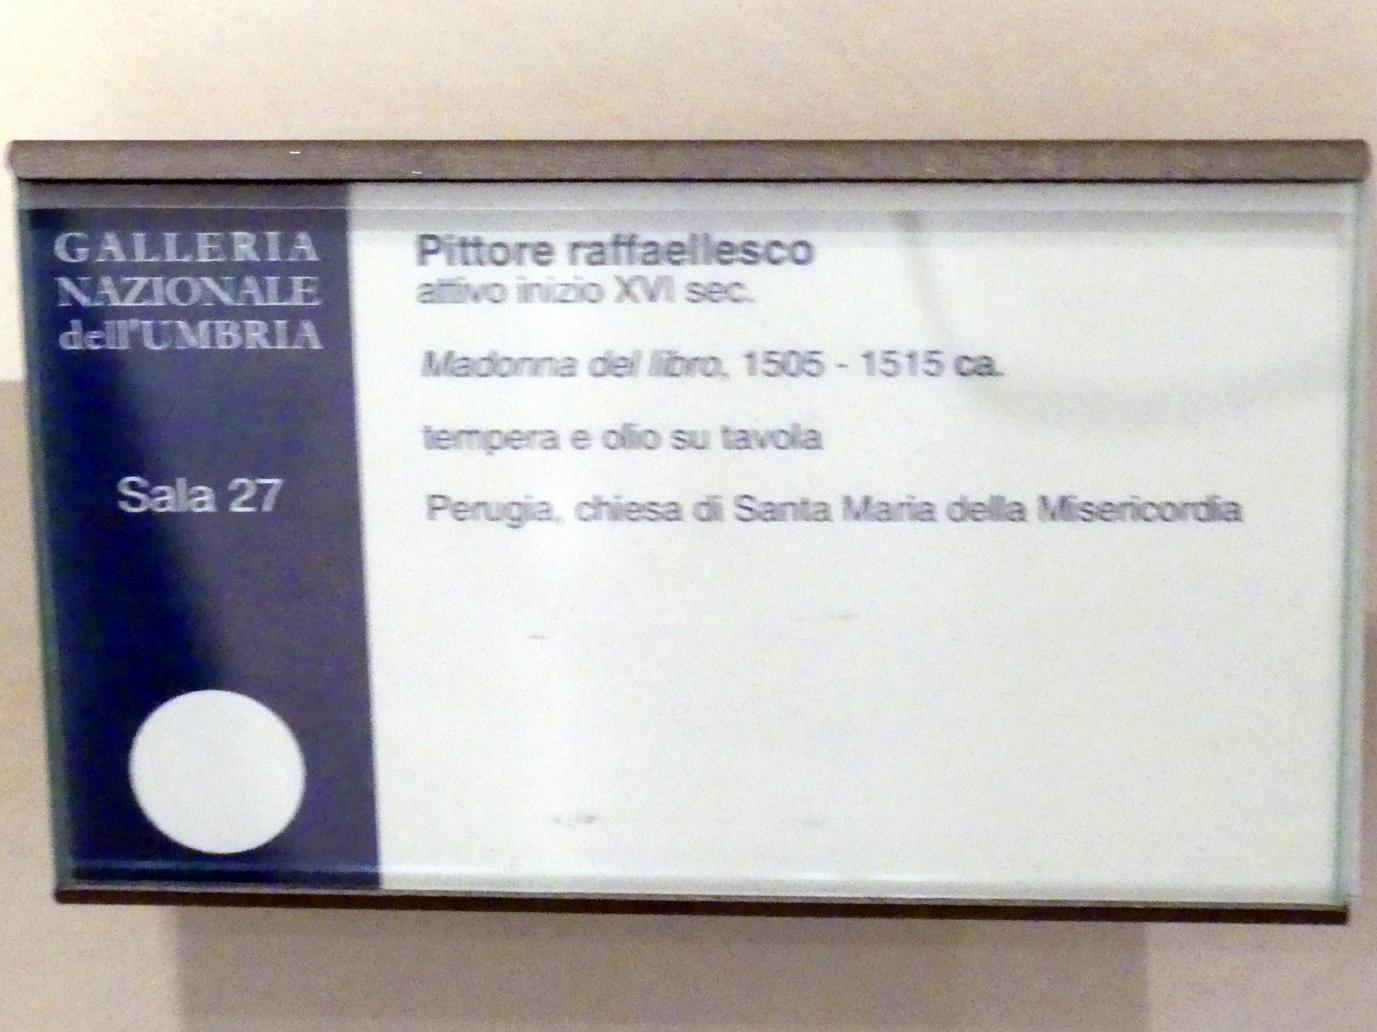 GALLERIA
NAZIONALE
dell'UMBRIA
Sala 27
Pittore raffaellesco
attivo inizio XVI sec.
Madonna del libro, 1505 - 1515 ca.
tempera e olio su tavola
Perugia, chiesa di Santa Maria della Misericordia